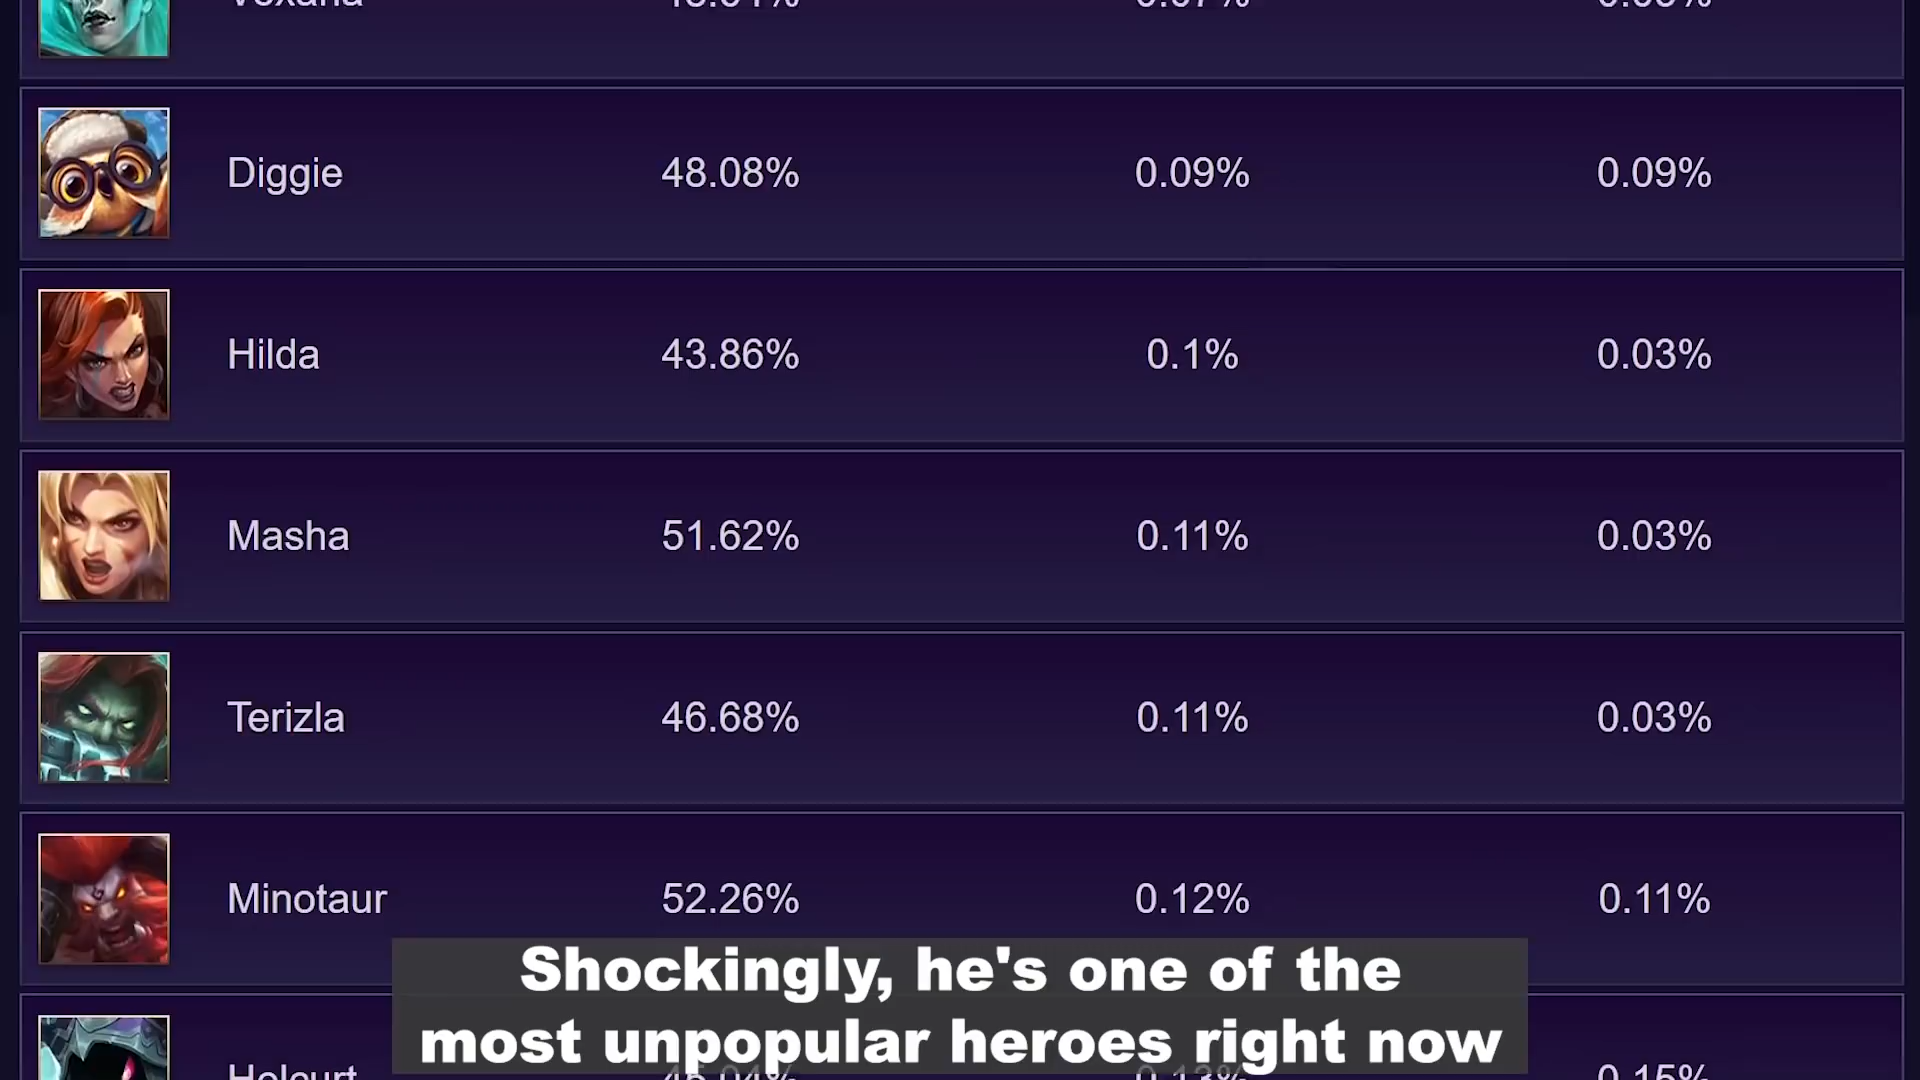 Diggie 48.08% 0.09% 0.09%
Hilda 43.86% 0.1% 0.03%
Masha 51.62% 0.11% 0.03%
Terizla 46.68% 0.11% 0.03%
Minotaur 52.26% 0.12% 0.11%
Shockingly, he's one of the
most unpopular heroes right now